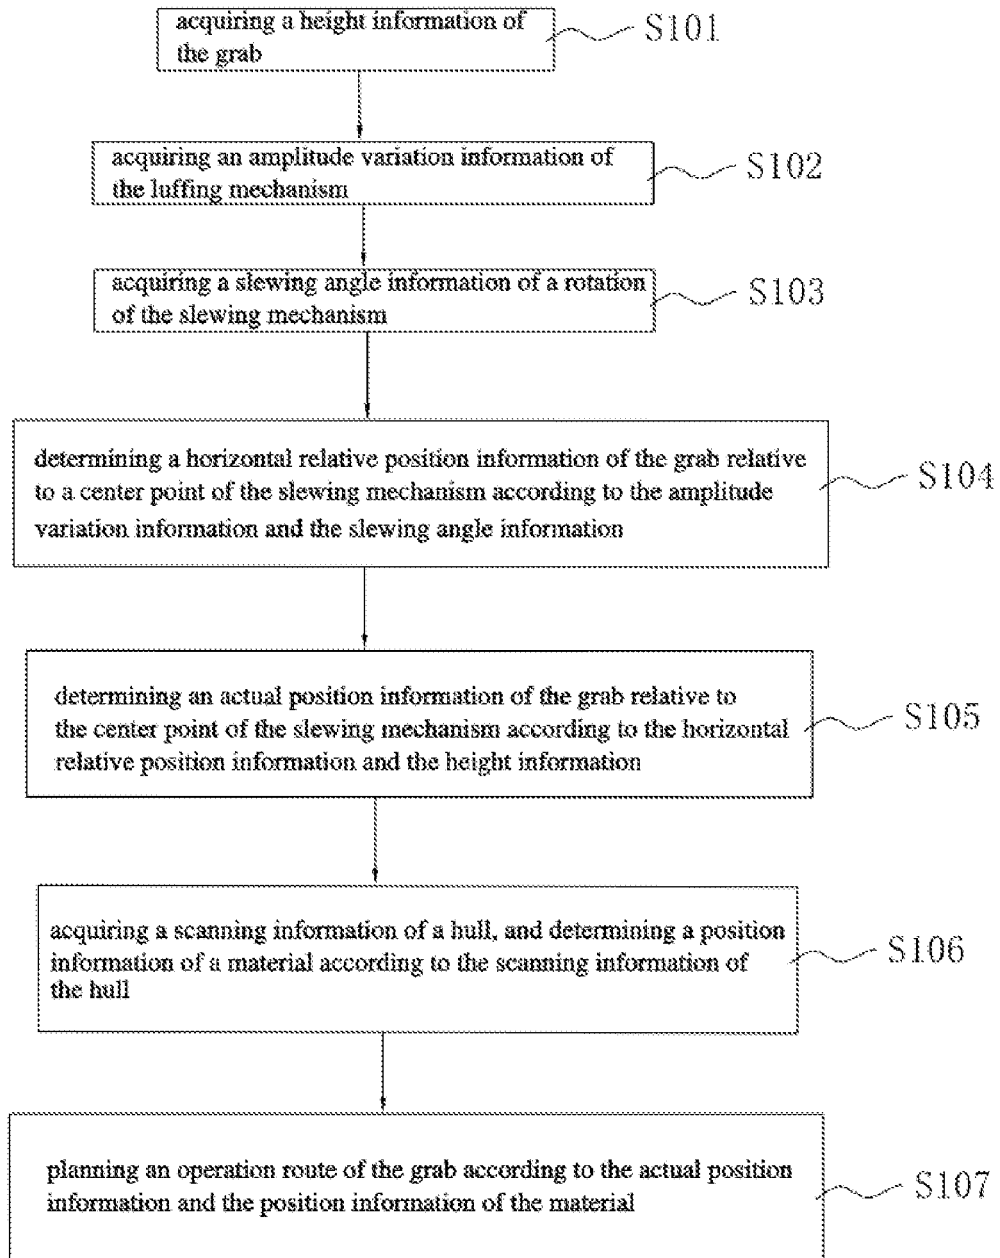 acquiring a height information of
the grab
S101
acquiring an amplitude variation information of
the luffing mechanism
S102
acquiring a slewing angle information of a rotation
of the slewing mechanism
S103
determining a horizontal relative position information of the grab relative
to a center point of the slewing mechanism according to the amplitude
variation information and the slewing angle information
S104
determining an actual position information of the grab relative to
the center point of the slewing mechanism according to the horizontal
relative position information and the height information
S105
acquiring a scanning information of a hull, and determining a position
information of a material according to the scanning information of
the hull
S106
planning an operation route of the grab according to the actual position
information and the position information of the material
S107